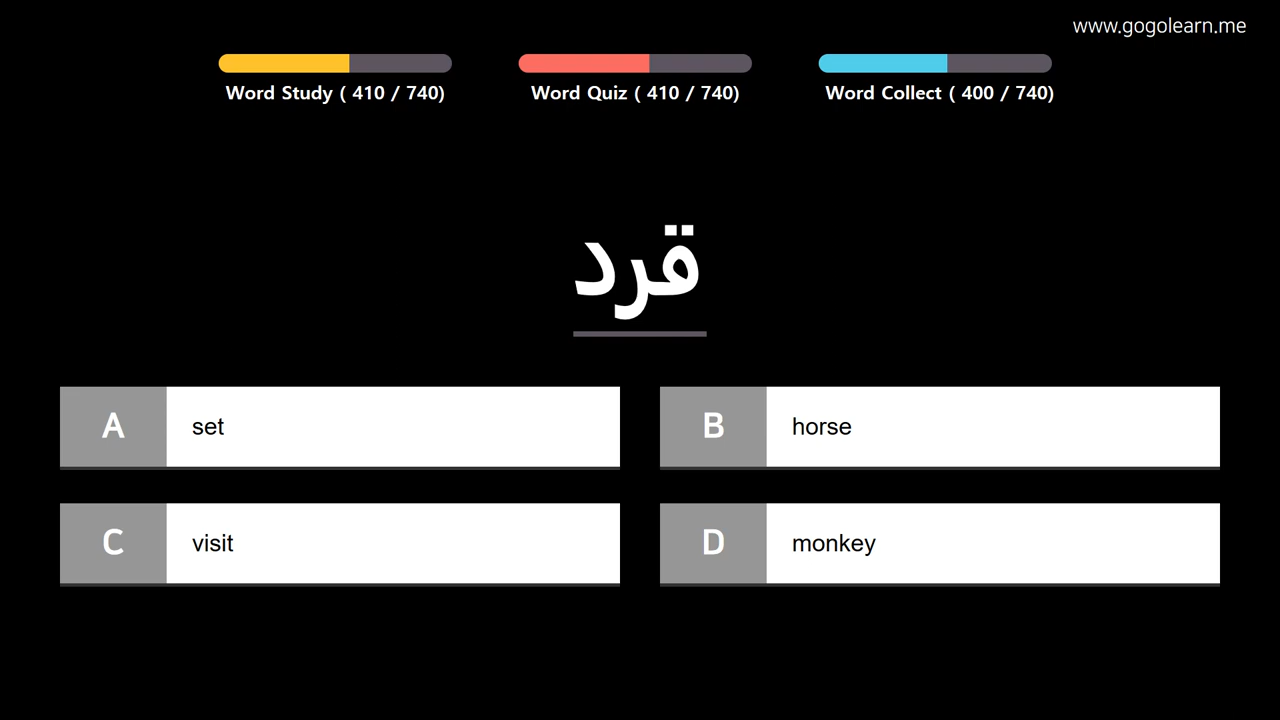 www.gogolearn.me
Word Study ( 410 / 740)
Word Quiz ( 410 / 740)
Word Collect ( 400 / 740)
قرد
A set
B horse
C visit
D monkey